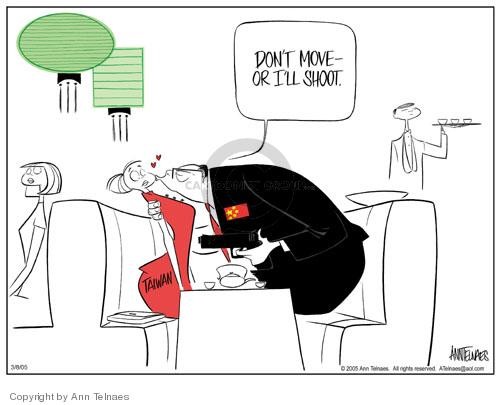 DON'T MOVE–
OR I'LL SHOOT.
TAIWAN
ANN TELNAES
3/8/05
© 2005 Ann Telnaes. All rights reserved. ATelnaes@aol.com
Copyright by Ann Telnaes